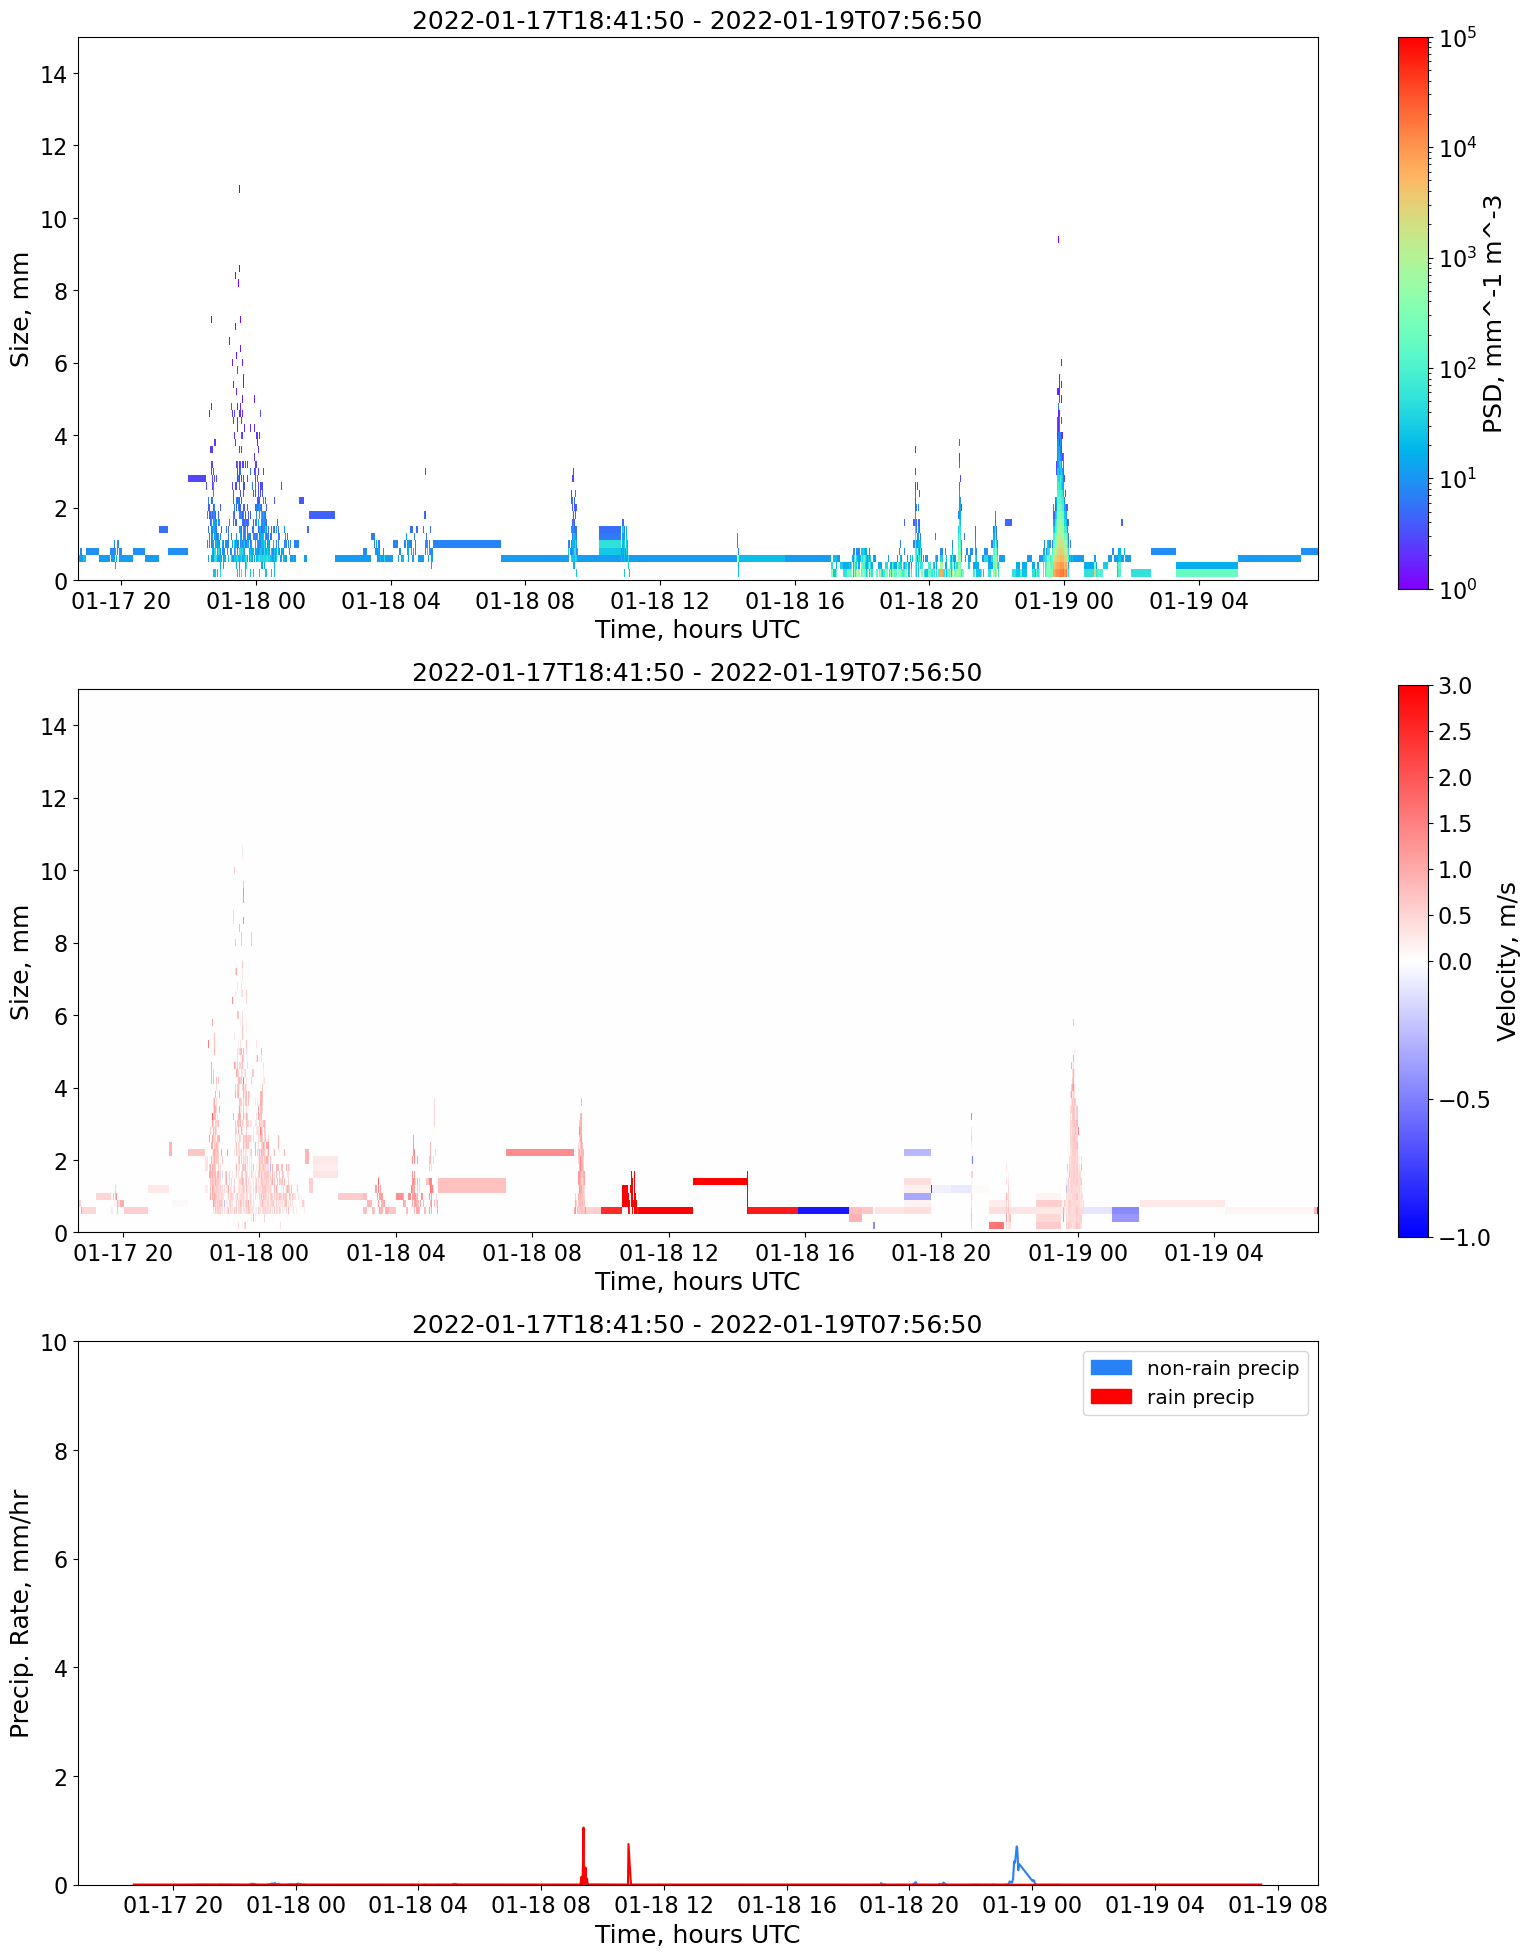 2022-01-17T18:41:50 - 2022-01-19T07:56:50
14
12
10
8
6
4
2
0
Size, mm
01-17 20 01-18 00 01-18 04 01-18 08 01-18 12 01-18 16 01-18 20 01-19 00 01-19 04
Time, hours UTC
10^5
10^4
10^3
10^2
10^1
10^0
PSD, mm^-1 m^-3
2022-01-17T18:41:50 - 2022-01-19T07:56:50
14
12
10
8
6
4
2
0
Size, mm
01-17 20 01-18 00 01-18 04 01-18 08 01-18 12 01-18 16 01-18 20 01-19 00 01-19 04
Time, hours UTC
3.0
2.5
2.0
1.5
1.0
0.5
0.0
−0.5
−1.0
Velocity, m/s
2022-01-17T18:41:50 - 2022-01-19T07:56:50
10
8
6
4
2
0
Precip. Rate, mm/hr
non-rain precip
rain precip
01-17 20 01-18 00 01-18 04 01-18 08 01-18 12 01-18 16 01-18 20 01-19 00 01-19 04 01-19 08
Time, hours UTC